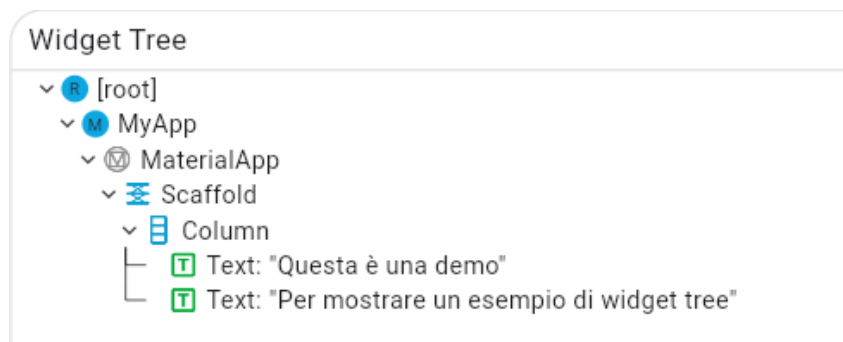 Widget Tree
R [root]
M MyApp
M MaterialApp
Scaffold
Column
T Text: "Questa è una demo"
T Text: "Per mostrare un esempio di widget tree"